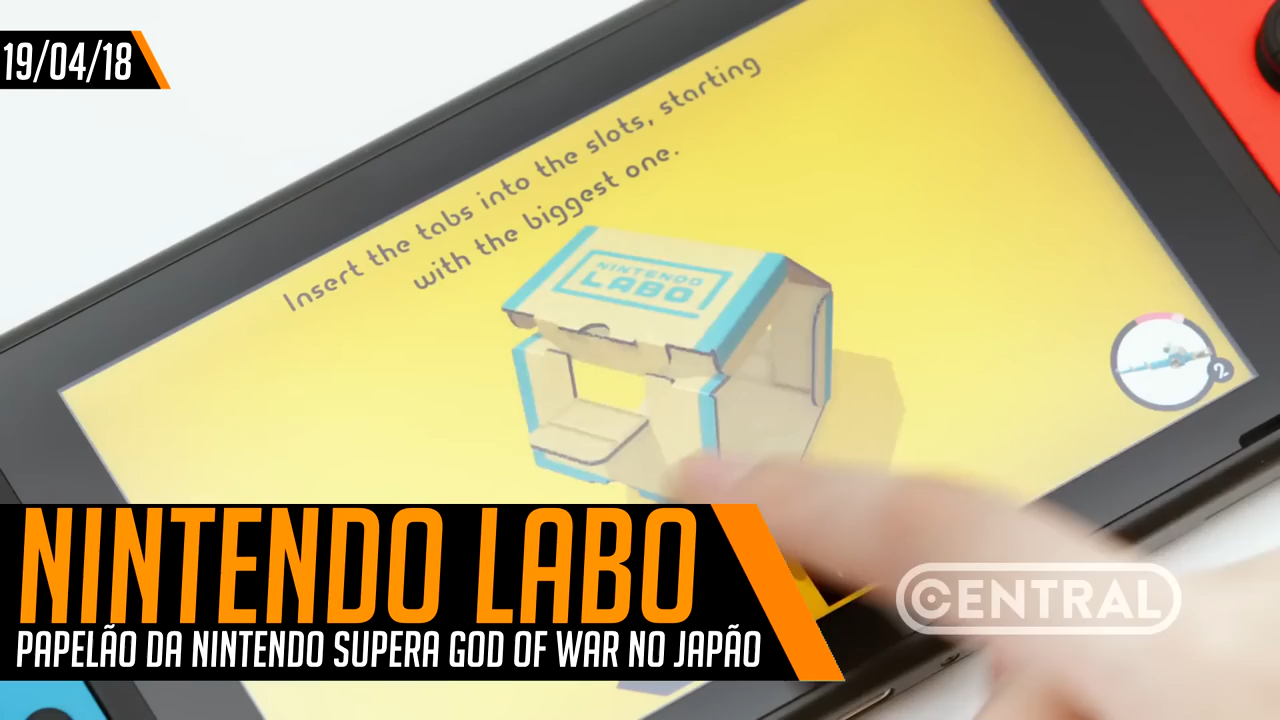 19/04/18
Insert the tabs into the slots, starting
with the biggest one.
NINTENDO
LABO
2
NINTENDO LABO
PAPELÃO DA NINTENDO SUPERA GOD OF WAR NO JAPÃO
CENTRAL